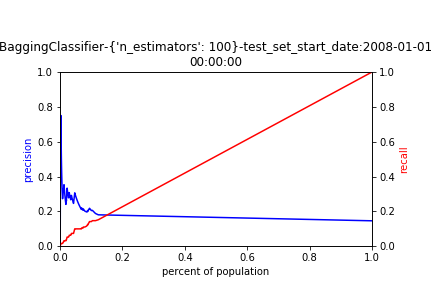 BaggingClassifier-{'n_estimators': 100}-test_set_start_date:2008-01-01
00:00:00
1.0 1.0
0.8 0.8
0.6 0.6
precision recall
0.4 0.4
0.2 0.2
0.0 0.0
0.0 0.2 0.4 0.6 0.8 1.0
percent of population